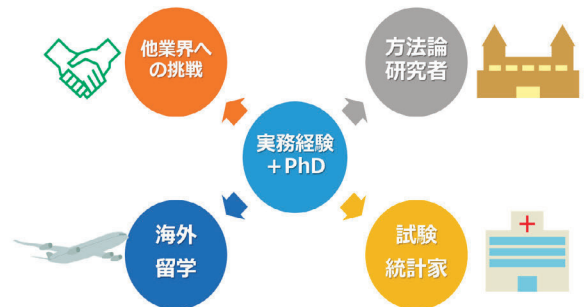 他業界へ
の挑戦
方法論
研究者
実務経験
+PhD
海外
留学
試験
統計家